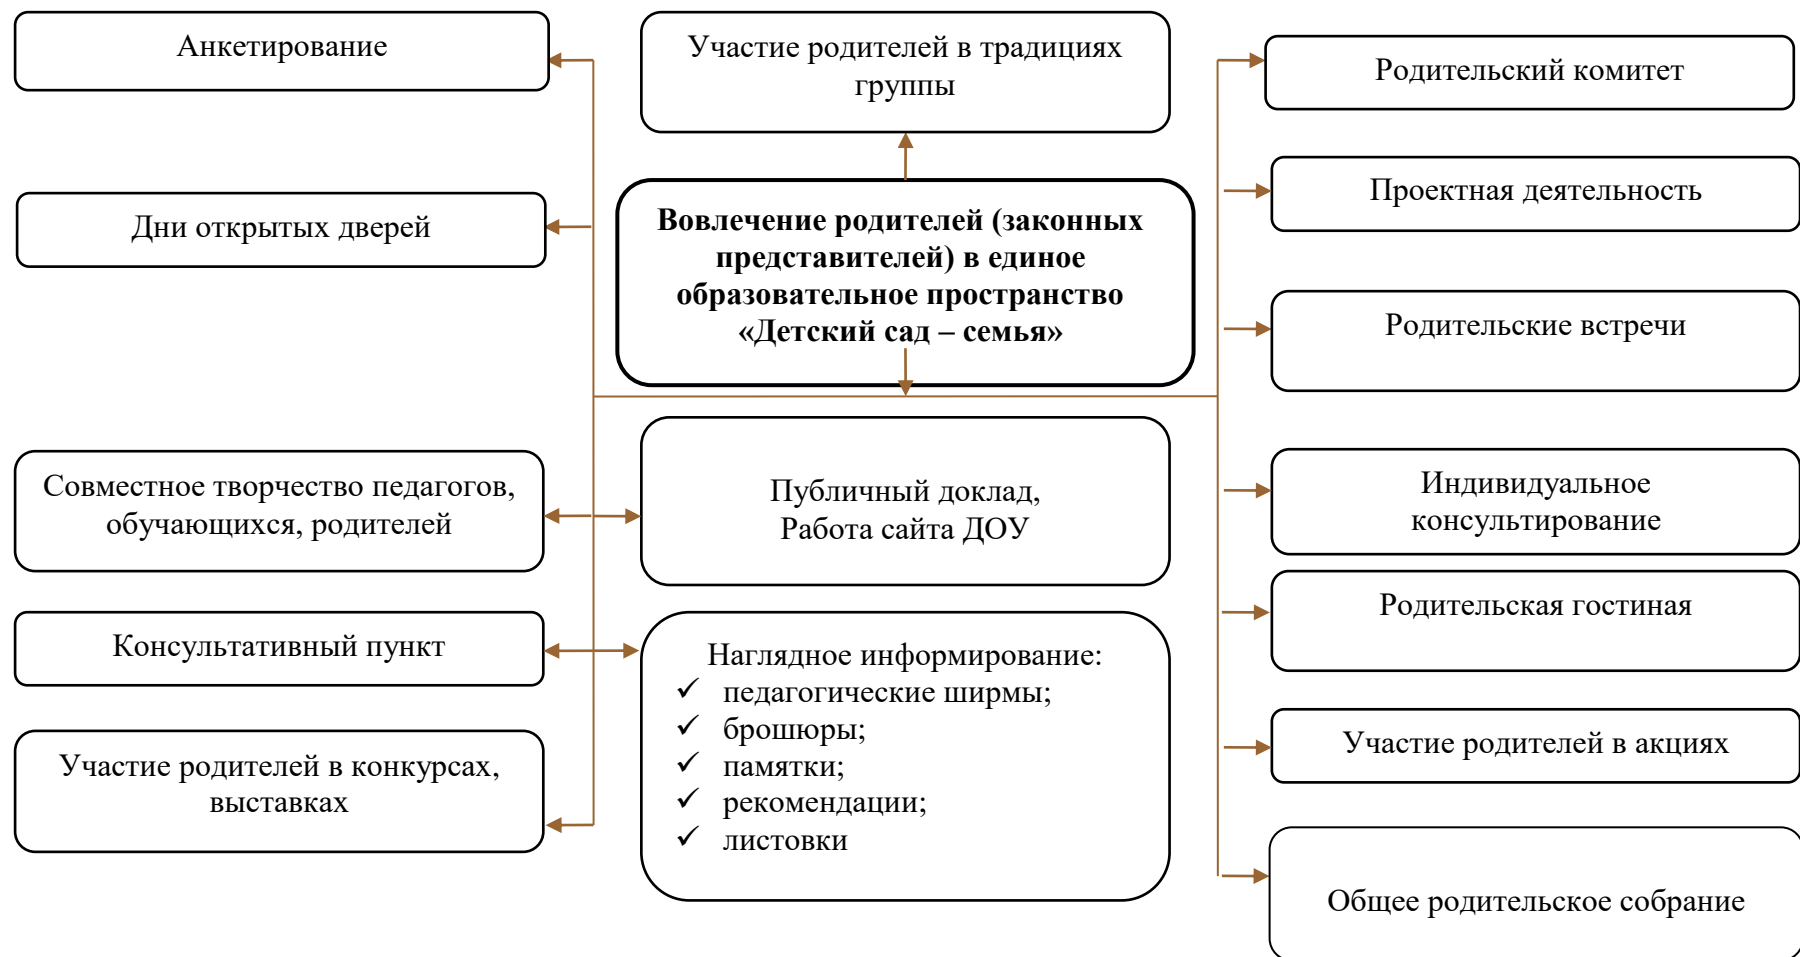 Анкетирование
Дни открытых дверей
Совместное творчество педагогов,
обучающихся, родителей
Консультативный пункт
Участие родителей в конкурсах,
выставках
Участие родителей в традициях
группы
Вовлечение родителей (законных
представителей) в единое
образовательное пространство
«Детский сад – семья»
Публичный доклад,
Работа сайта ДОУ
Наглядное информирование:
✓ педагогические ширмы;
✓ брошюры;
✓ памятки;
✓ рекомендации;
✓ листовки
Родительский комитет
Проектная деятельность
Родительские встречи
Индивидуальное
консультирование
Родительская гостиная
Участие родителей в акциях
Общее родительское собрание